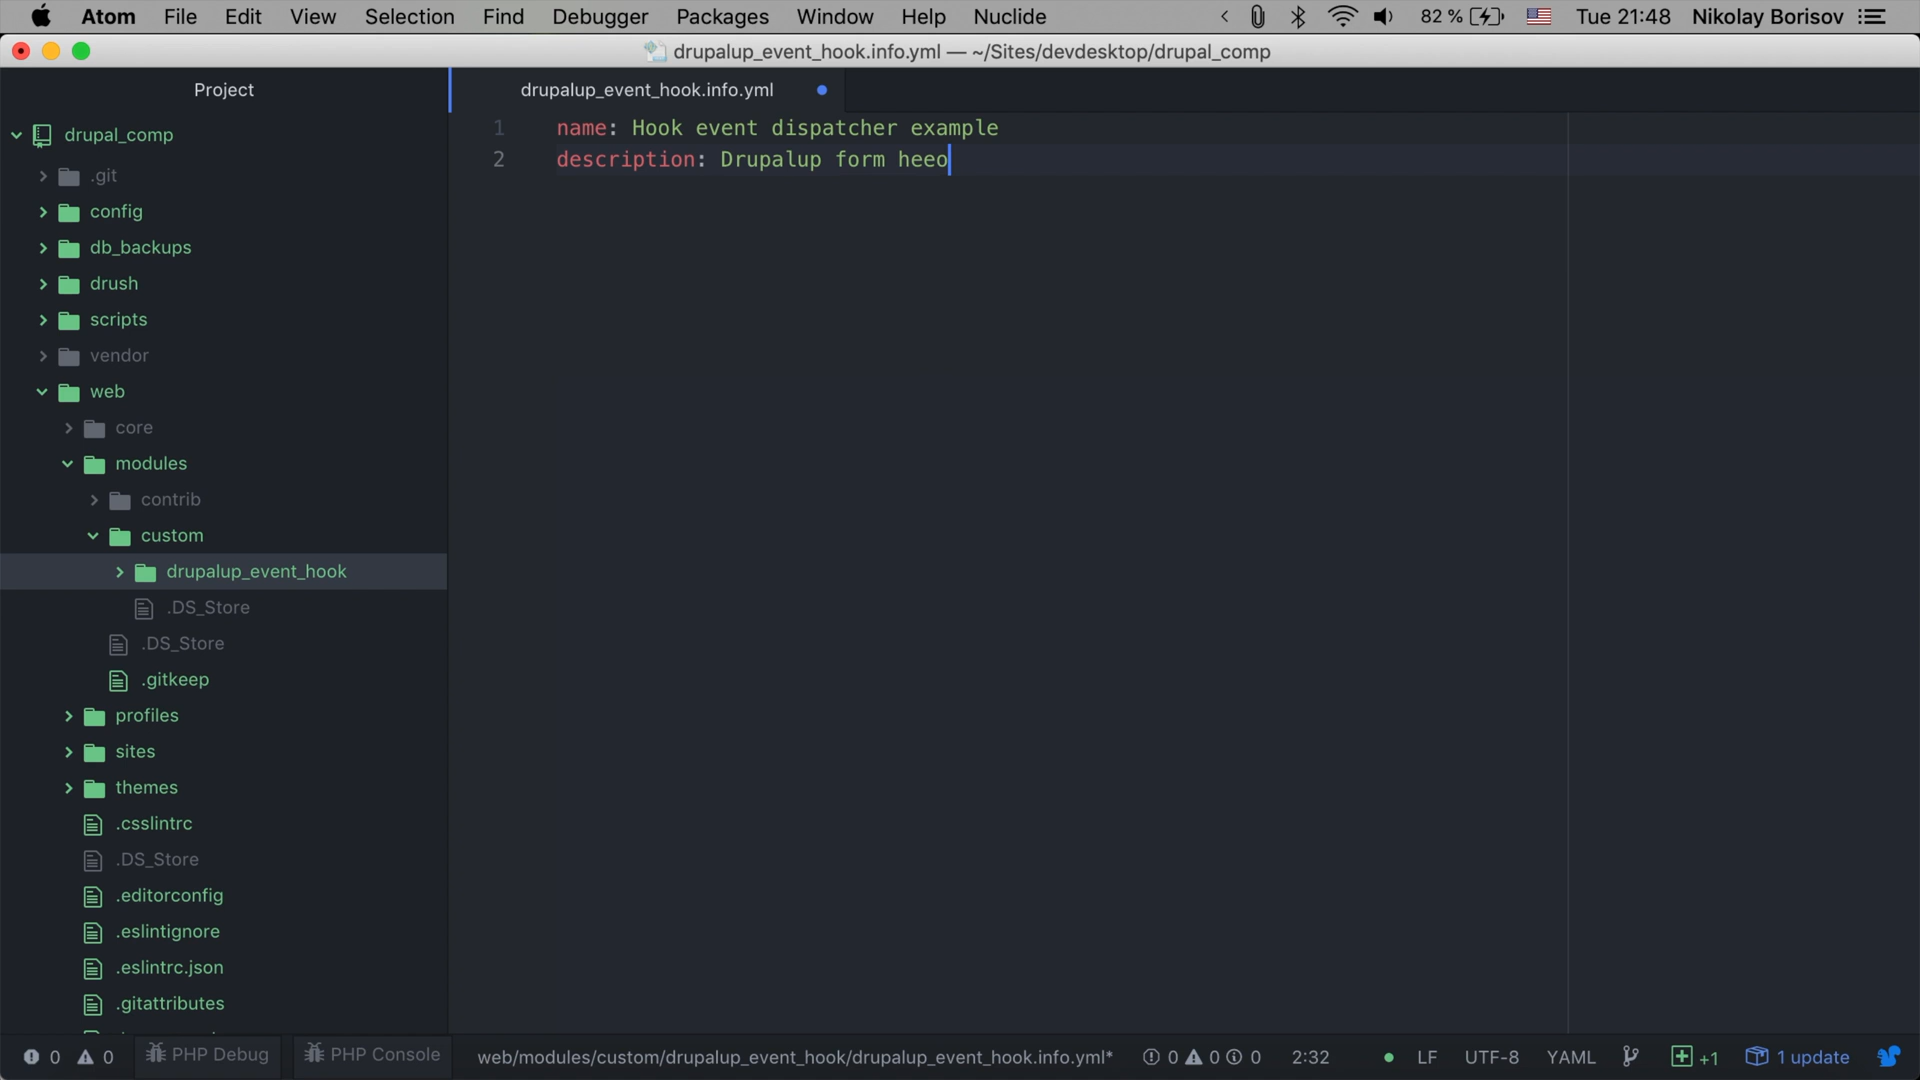 Atom File Edit View Selection Find Debugger Packages Window Help Nuclide 82 % Tue 21:48 Nikolay Borisov
drupalup_event_hook.info.yml — ~/Sites/devdesktop/drupal_comp
Project
drupalup_event_hook.info.yml
drupal_comp
.git
config
db_backups
drush
scripts
vendor
web
core
modules
contrib
custom
drupalup_event_hook
.DS_Store
.DS_Store
.gitkeep
profiles
sites
themes
.csslintrc
.DS_Store
.editorconfig
.eslintignore
.eslintrc.json
.gitattributes
1 name: Hook event dispatcher example
2 description: Drupalup form heeo
0 0 PHP Debug PHP Console web/modules/custom/drupalup_event_hook/drupalup_event_hook.info.yml* 0 0 0 2:32 LF UTF-8 YAML +1 1 update